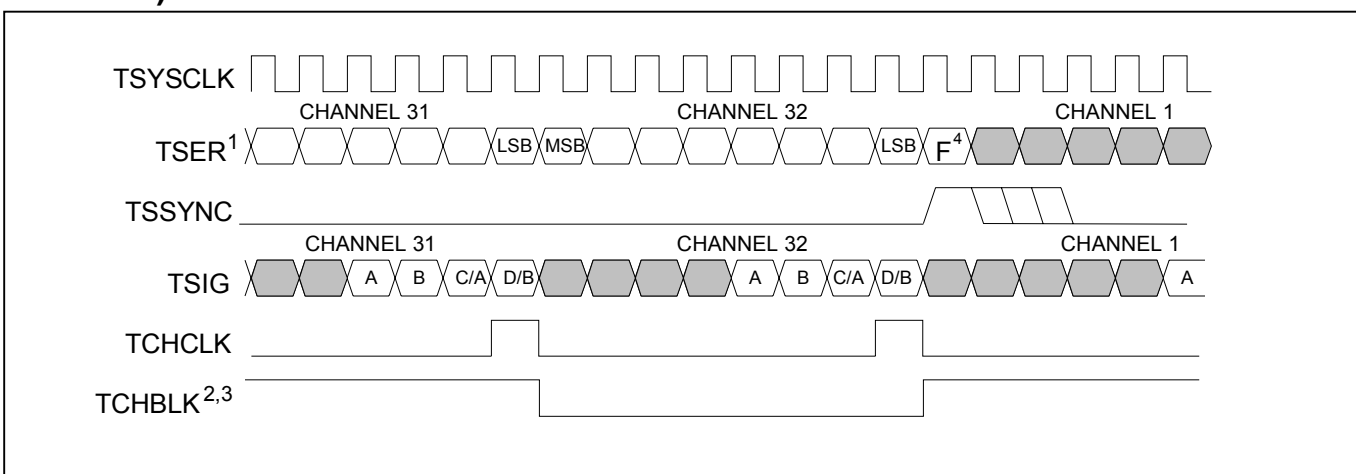 )
TSYSCLK
CHANNEL 31 CHANNEL 32 CHANNEL 1
TSER1 LSB MSB LSB F4
TSSYNC
CHANNEL 31 CHANNEL 32 CHANNEL 1
TSIG A B C/A D/B A B C/A D/B A
TCHCLK
TCHBLK2,3